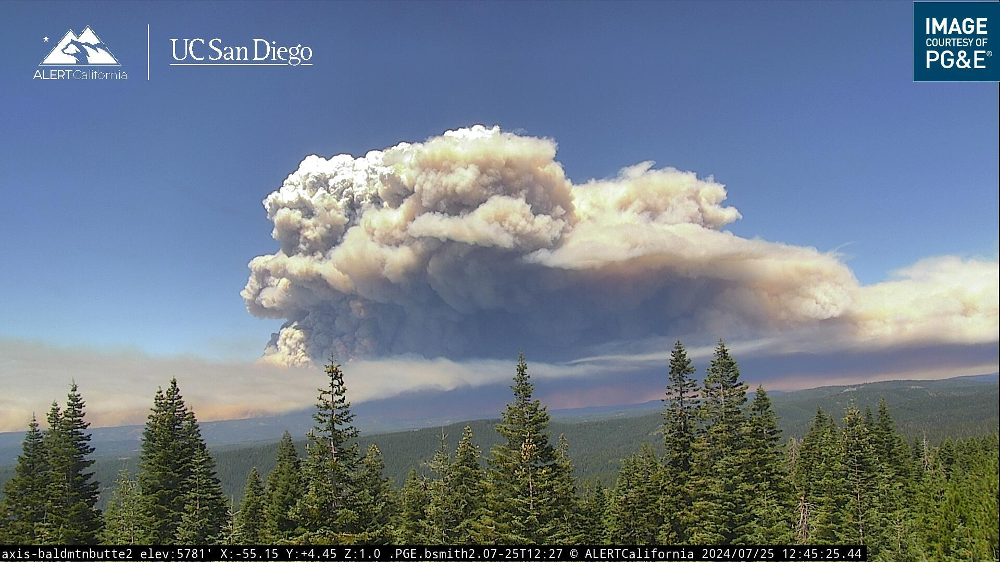 ALERTCalifornia
UC San Diego
IMAGE
COURTESY OF
PG&E®
axis-baldmtnbutte2 elev:5781' X:-55.15 Y:+4.45 Z:1.0 .PGE.bsmith2.07-25T12:27 © ALERTCalifornia 2024/07/25 12:45:25.44